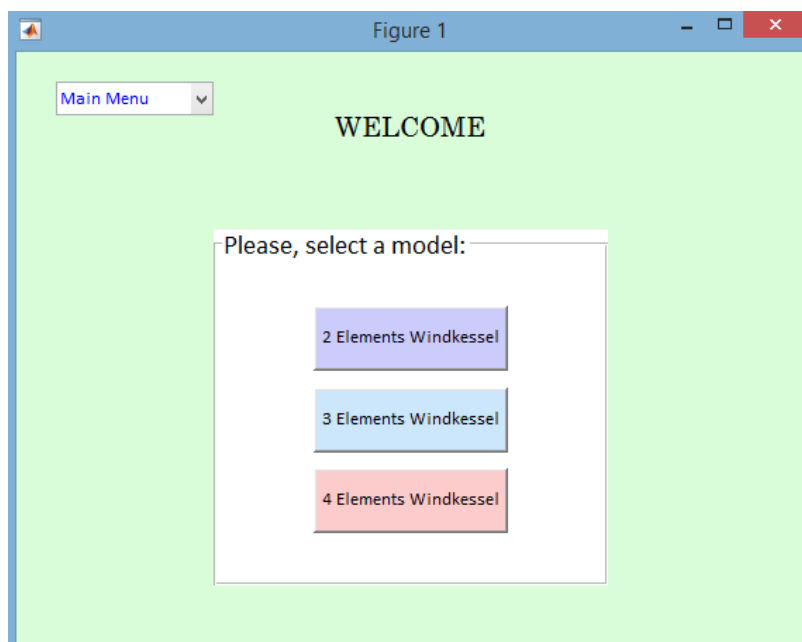 Figure 1
Main Menu
WELCOME
Please, select a model:
2 Elements Windkessel
3 Elements Windkessel
4 Elements Windkessel